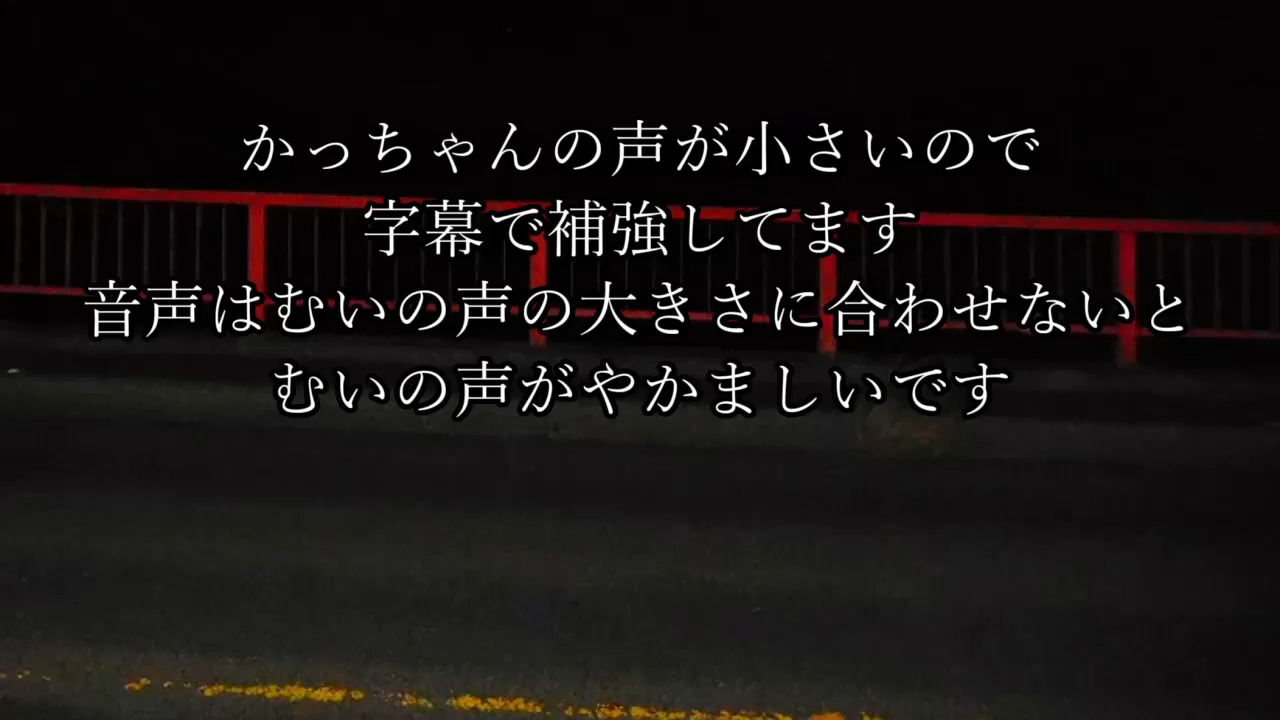 かっちゃんの声が小さいので
字幕で補強してます
音声はむいの声の大きさに合わせないと
むいの声がやかましいです